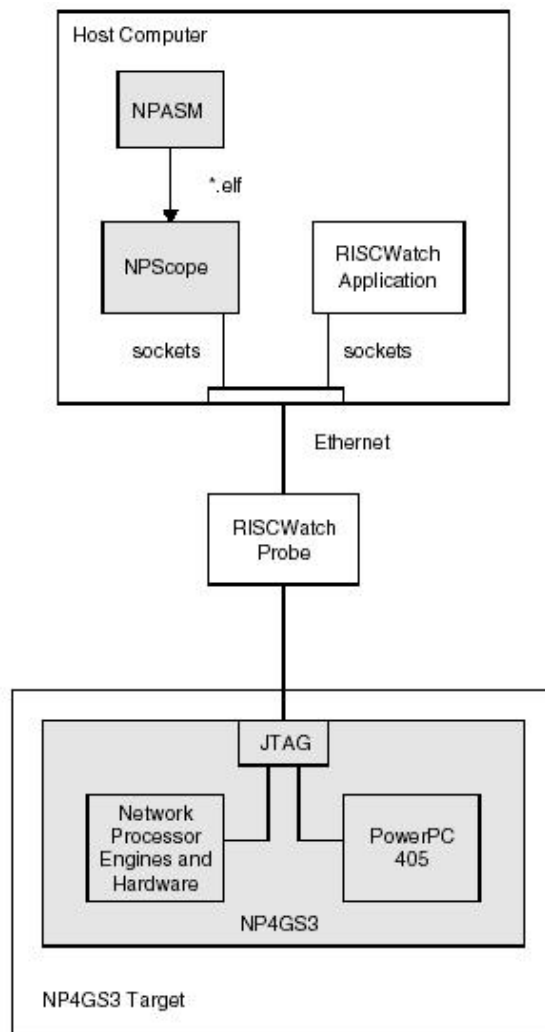 Host Computer
NPASM
*.elf
NPScope
RISCWatch
Application
sockets
sockets
Ethernet
RISCWatch
Probe
JTAG
Network
Processor
Engines and
Hardware
PowerPC
405
NP4GS3
NP4GS3 Target